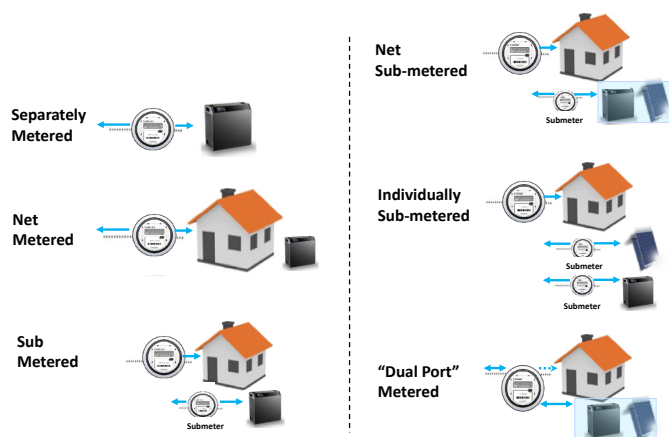 Separately
Metered
Net
Metered
Sub
Metered
Submeter
Net
Sub-metered
Submeter
Individually
Sub-metered
Submeter
Submeter
“Dual Port”
Metered